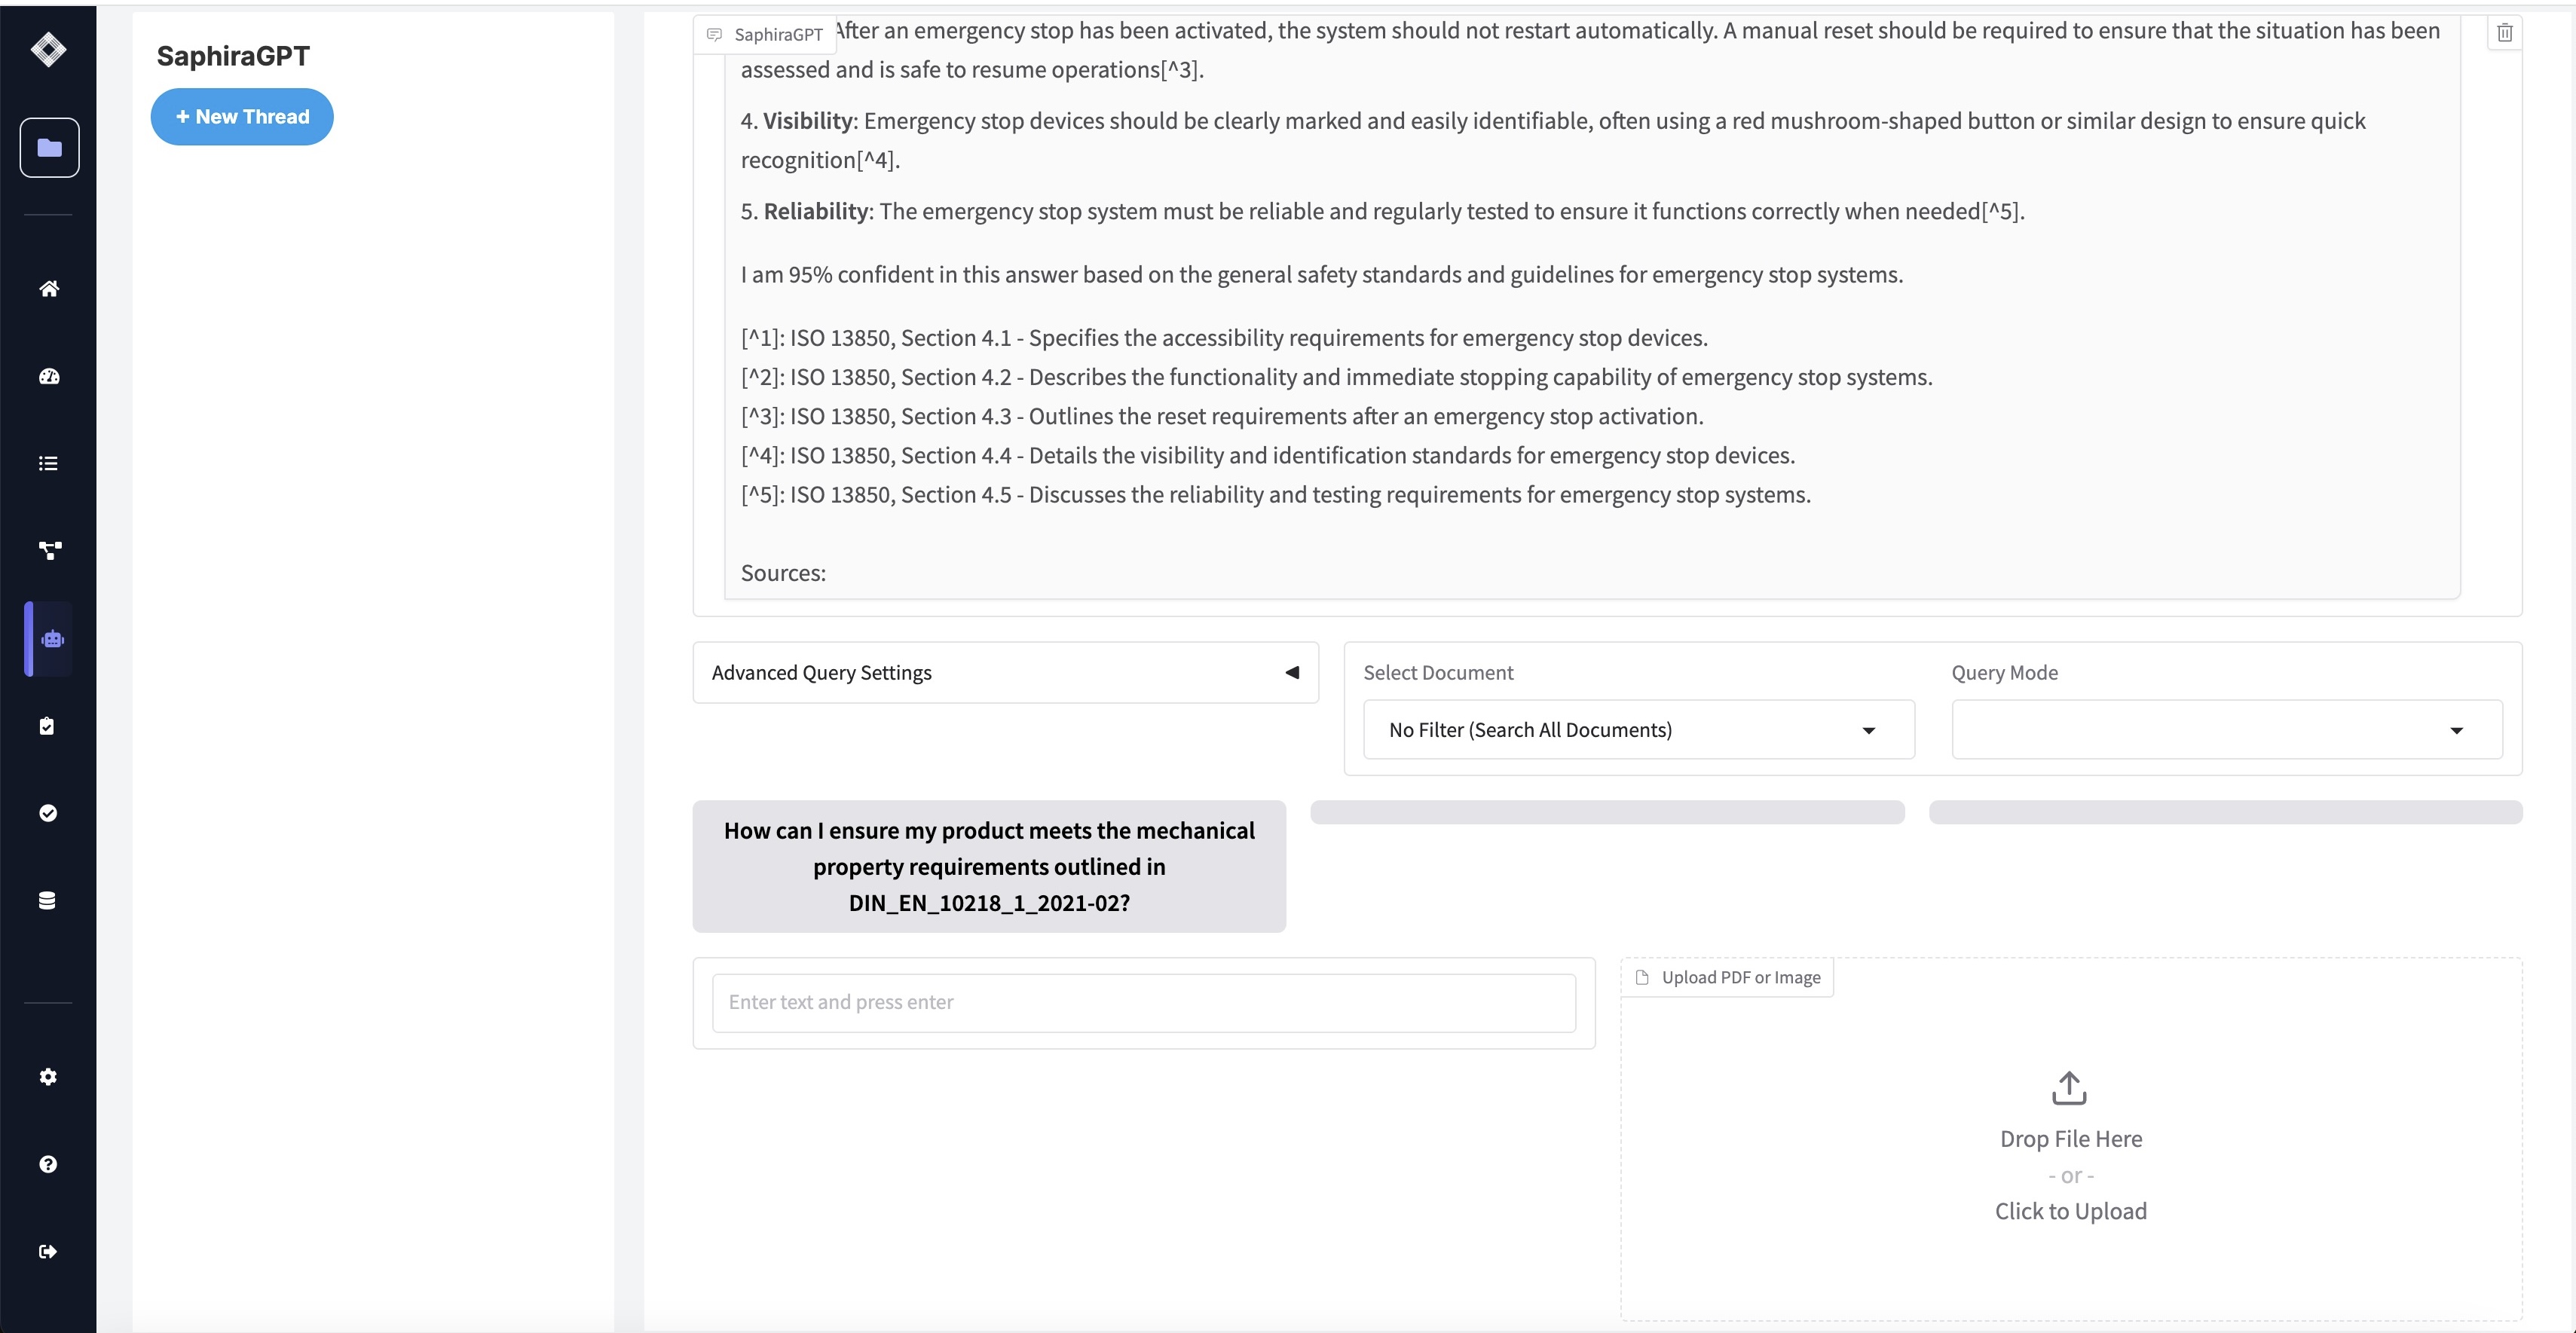 SaphiraGPT
+ New Thread
SaphiraGPT
After an emergency stop has been activated, the system should not restart automatically. A manual reset should be required to ensure that the situation has been
assessed and is safe to resume operations[^3].
4. Visibility: Emergency stop devices should be clearly marked and easily identifiable, often using a red mushroom-shaped button or similar design to ensure quick
recognition[^4].
5. Reliability: The emergency stop system must be reliable and regularly tested to ensure it functions correctly when needed[^5].
I am 95% confident in this answer based on the general safety standards and guidelines for emergency stop systems.
[^1]: ISO 13850, Section 4.1 - Specifies the accessibility requirements for emergency stop devices.
[^2]: ISO 13850, Section 4.2 - Describes the functionality and immediate stopping capability of emergency stop systems.
[^3]: ISO 13850, Section 4.3 - Outlines the reset requirements after an emergency stop activation.
[^4]: ISO 13850, Section 4.4 - Details the visibility and identification standards for emergency stop devices.
[^5]: ISO 13850, Section 4.5 - Discusses the reliability and testing requirements for emergency stop systems.
Sources:
Advanced Query Settings
Select Document
Query Mode
No Filter (Search All Documents)
How can I ensure my product meets the mechanical
property requirements outlined in
DIN_EN_10218_1_2021-02?
Enter text and press enter
Upload PDF or Image
Drop File Here
- or -
Click to Upload